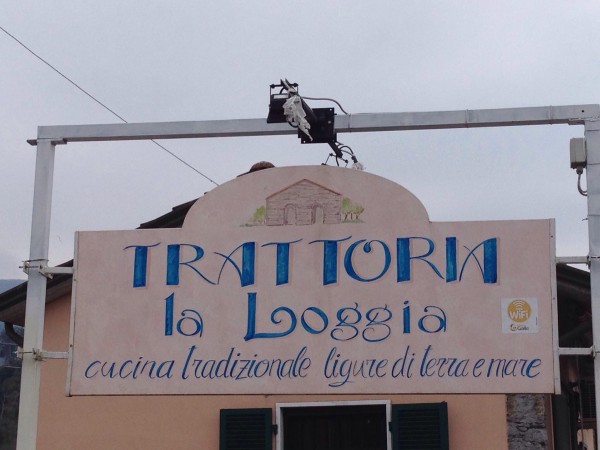 TRATTORIA
la Loggia
cucina tradizionale ligure di terra e mare
WiFi